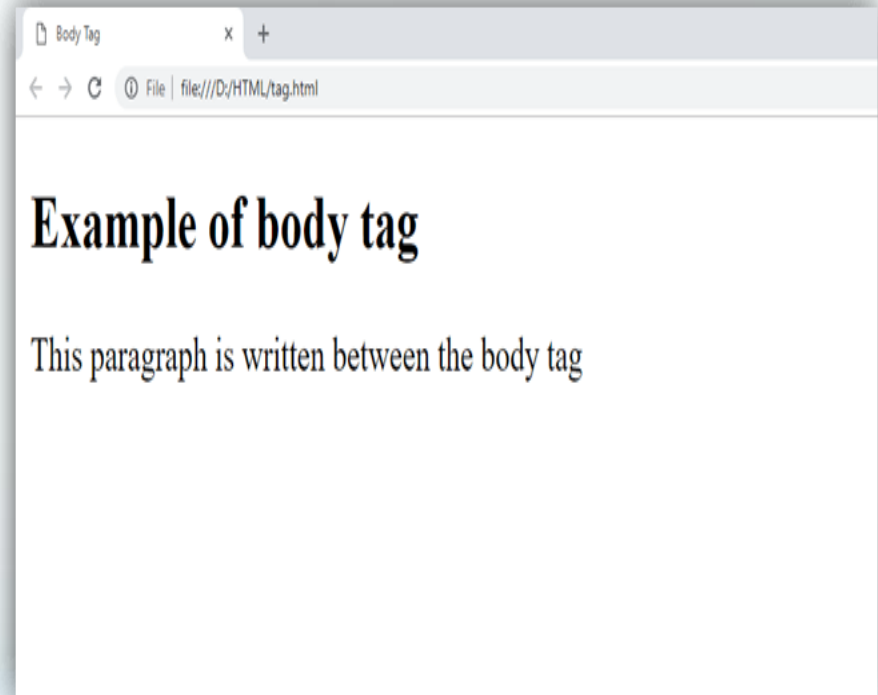 Body Tag
File file:///D:/HTML/tag.html
Example of body tag
This paragraph is written between the body tag